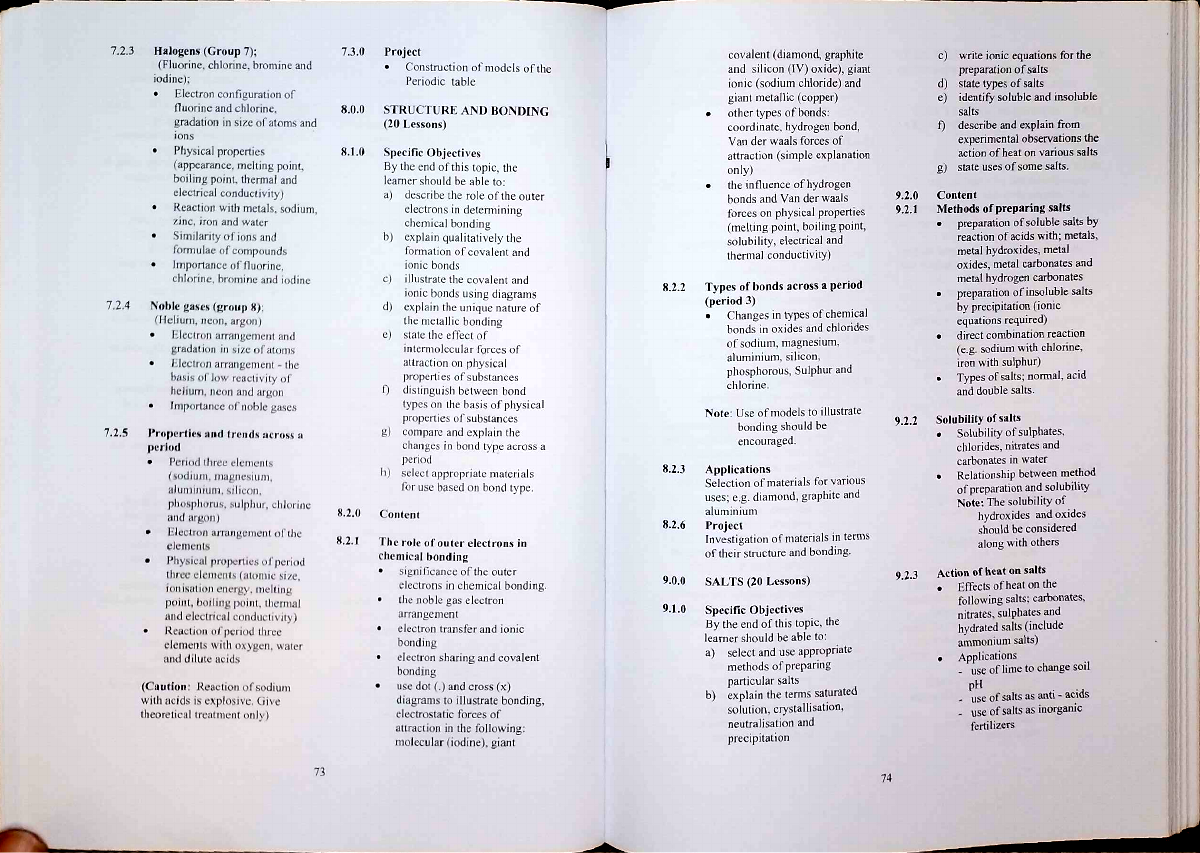 7.2.3 Halogens (Group 7);
(Fluorine, chlorine, bromine and
iodine);
• Electron configuration of
fluorine and chlorine,
gradation in size of atoms and
ions
• Physical properties
(appearance, melting point,
boiling point, thermal and
electrical conductivity)
• Reaction with metals, sodium,
zinc, iron and water
• Similarity of ions and
formulae of compounds
• Importance of fluorine,
chlorine, bromine and iodine
7.2.4 Noble gases (group 8);
(Helium, neon, argon)
• Electron arrangement and
gradation in size of atoms
• Electron arrangement - the
basis of low reactivity of
helium, neon and argon
• Importance of noble gases
7.2.5 Properties and trends across a
period
• Period three elements
(sodium, magnesium,
aluminium, silicon,
phosphorus, sulphur, chlorine
and argon)
• Electron arrangement of the
elements
• Physical properties of period
three elements (atomic size,
ionisation energy, melting
point, boiling point, thermal
and electrical conductivity)
• Reaction of period three
elements with oxygen, water
and dilute acids
(Caution: Reaction of sodium
with acids is explosive. Give
theoretical treatment only)
7.3.0 Project
• Construction of models of the
Periodic table
8.0.0 STRUCTURE AND BONDING
(20 Lessons)
8.1.0 Specific Objectives
By the end of this topic, the
learner should be able to:
a) describe the role of the outer
electrons in determining
chemical bonding
b) explain qualitatively the
formation of covalent and
ionic bonds
c) illustrate the covalent and
ionic bonds using diagrams
d) explain the unique nature of
the metallic bonding
e) state the effect of
intermolecular forces of
attraction on physical
properties of substances
f) distinguish between bond
types on the basis of physical
properties of substances
g) compare and explain the
changes in bond type across a
period
h) select appropriate materials
for use based on bond type.
8.2.0 Content
8.2.1 The role of outer electrons in
chemical bonding
• significance of the outer
electrons in chemical bonding.
• the noble gas electron
arrangement
• electron transfer and ionic
bonding
• electron sharing and covalent
bonding
• use dot (.) and cross (x)
diagrams to illustrate bonding,
electrostatic forces of
attraction in the following:
molecular (iodine), giant
73
covalent (diamond, graphite
and silicon (IV) oxide), giant
ionic (sodium chloride) and
giant metallic (copper)
• other types of bonds:
coordinate, hydrogen bond,
Van der waals forces of
attraction (simple explanation
only)
• the influence of hydrogen
bonds and Van der waals
forces on physical properties
(melting point, boiling point,
solubility, electrical and
thermal conductivity)
8.2.2 Types of bonds across a period
(period 3)
• Changes in types of chemical
bonds in oxides and chlorides
of sodium, magnesium,
aluminium, silicon,
phosphorous, Sulphur and
chlorine.
Note: Use of models to illustrate
bonding should be
encouraged.
8.2.3 Applications
Selection of materials for various
uses; e.g. diamond, graphite and
aluminium
8.2.6 Project
Investigation of materials in terms
of their structure and bonding.
9.0.0 SALTS (20 Lessons)
9.1.0 Specific Objectives
By the end of this topic, the
learner should be able to:
a) select and use appropriate
methods of preparing
particular salts
b) explain the terms saturated
solution, crystallisation,
neutralisation and
precipitation
c) write ionic equations for the
preparation of salts
d) state types of salts
e) identify soluble and insoluble
salts
f) describe and explain from
experimental observations the
action of heat on various salts
g) state uses of some salts.
9.2.0 Content
9.2.1 Methods of preparing salts
• preparation of soluble salts by
reaction of acids with; metals,
metal hydroxides, metal
oxides, metal carbonates and
metal hydrogen carbonates
• preparation of insoluble salts
by precipitation (ionic
equations required)
• direct combination reaction
(e.g. sodium with chlorine,
iron with sulphur)
• Types of salts; normal, acid
and double salts.
9.2.2 Solubility of salts
• Solubility of sulphates,
chlorides, nitrates and
carbonates in water
• Relationship between method
of preparation and solubility
Note: The solubility of
hydroxides and oxides
should be considered
along with others
9.2.3 Action of heat on salts
• Effects of heat on the
following salts; carbonates,
nitrates, sulphates and
hydrated salts (include
ammonium salts)
• Applications
- use of lime to change soil
pH
- use of salts as anti - acids
- use of salts as inorganic
fertilizers
74